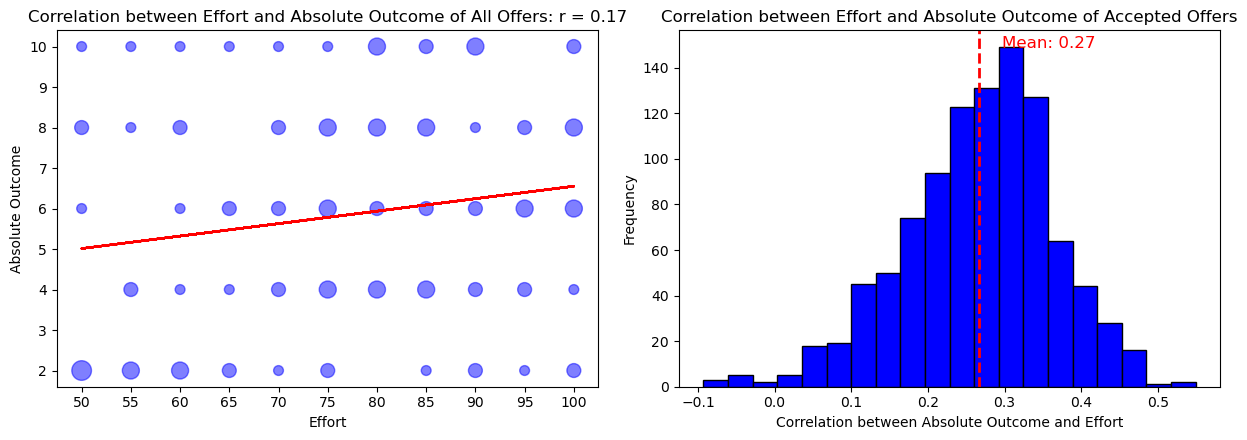 Correlation between Effort and Absolute Outcome of All Offers: r = 0.17
Absolute Outcome
10
9
8
7
6
5
4
3
2
50 55 60 65 70 75 80 85 90 95 100
Effort
Correlation between Effort and Absolute Outcome of Accepted Offers
Mean: 0.27
Frequency
140
120
100
80
60
40
20
0
-0.1 0.0 0.1 0.2 0.3 0.4 0.5
Correlation between Absolute Outcome and Effort